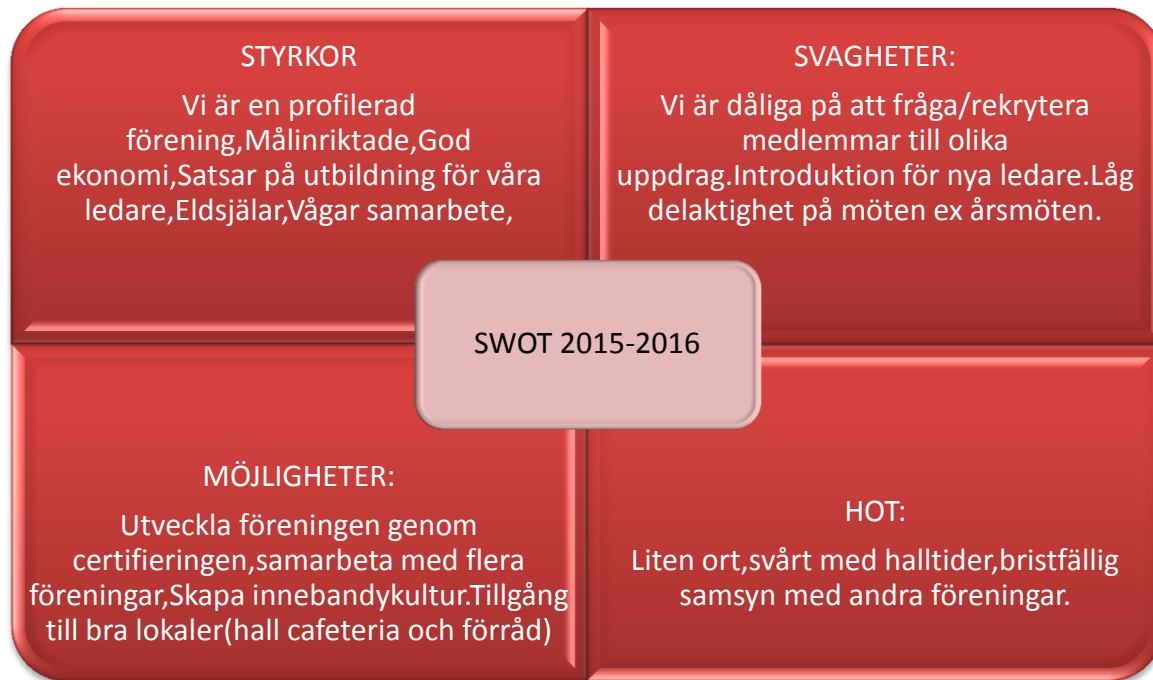 STYRKOR
Vi är en profilerad
förening,Målinriktade,God
ekonomi,Satsar på utbildning för våra
ledare,Eldsjälar,Vågar samarbete,
SVAGHETER:
Vi är dåliga på att fråga/rekrytera
medlemmar till olika
uppdrag.Introduktion för nya ledare.Låg
delaktighet på möten ex årsmöten.
SWOT 2015-2016
MÖJLIGHETER:
Utveckla föreningen genom
certifieringen,samarbeta med flera
föreningar,Skapa innebandykultur.Tillgång
till bra lokaler(hall cafeteria och förråd)
HOT:
Liten ort,svårt med halltider,bristfällig
samsyn med andra föreningar.